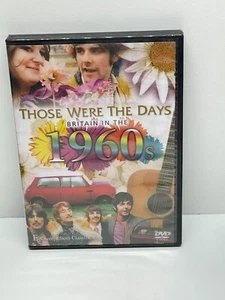 THOSE WERE THE DAYS
BRITAIN IN THE
1960s
DVD